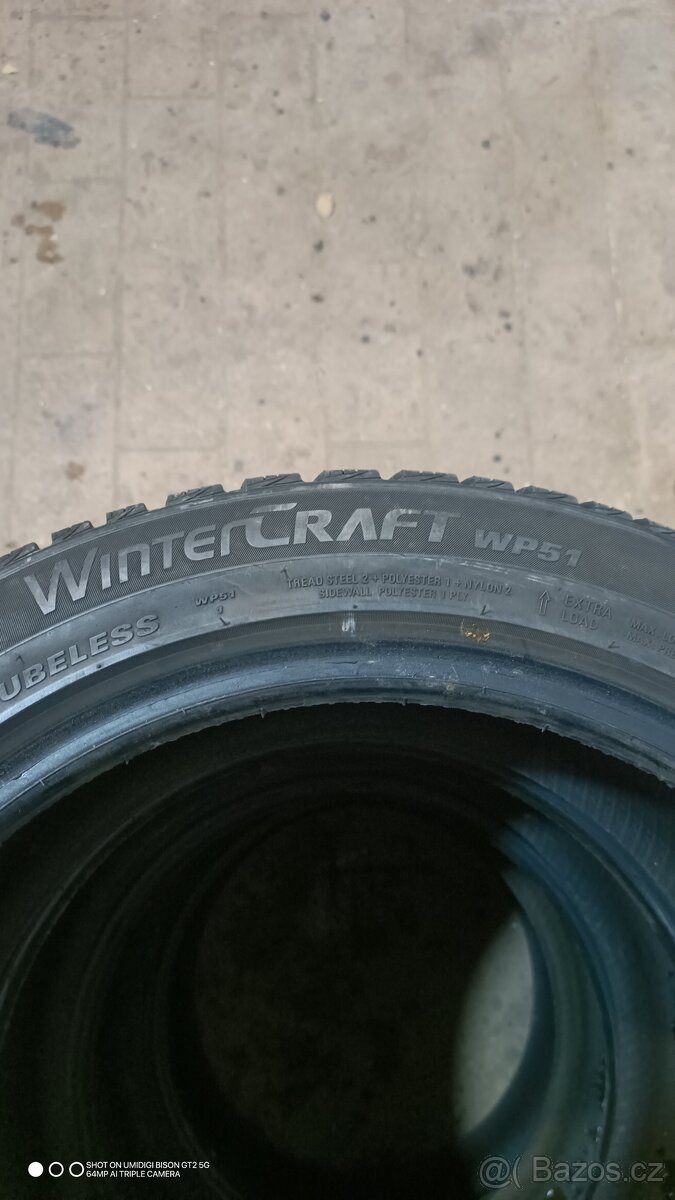 WINTERCRAFT WP51
TUBELESS
WP51
TREAD STEEL 2 + POLYESTER 1 + NYLON 2
SIDEWALL POLYESTER 1 PLY
EXTRA
LOAD
SHOT ON UMIDIGI BISON GT2 5G
64MP AI TRIPLE CAMERA
@ Bazos.cz